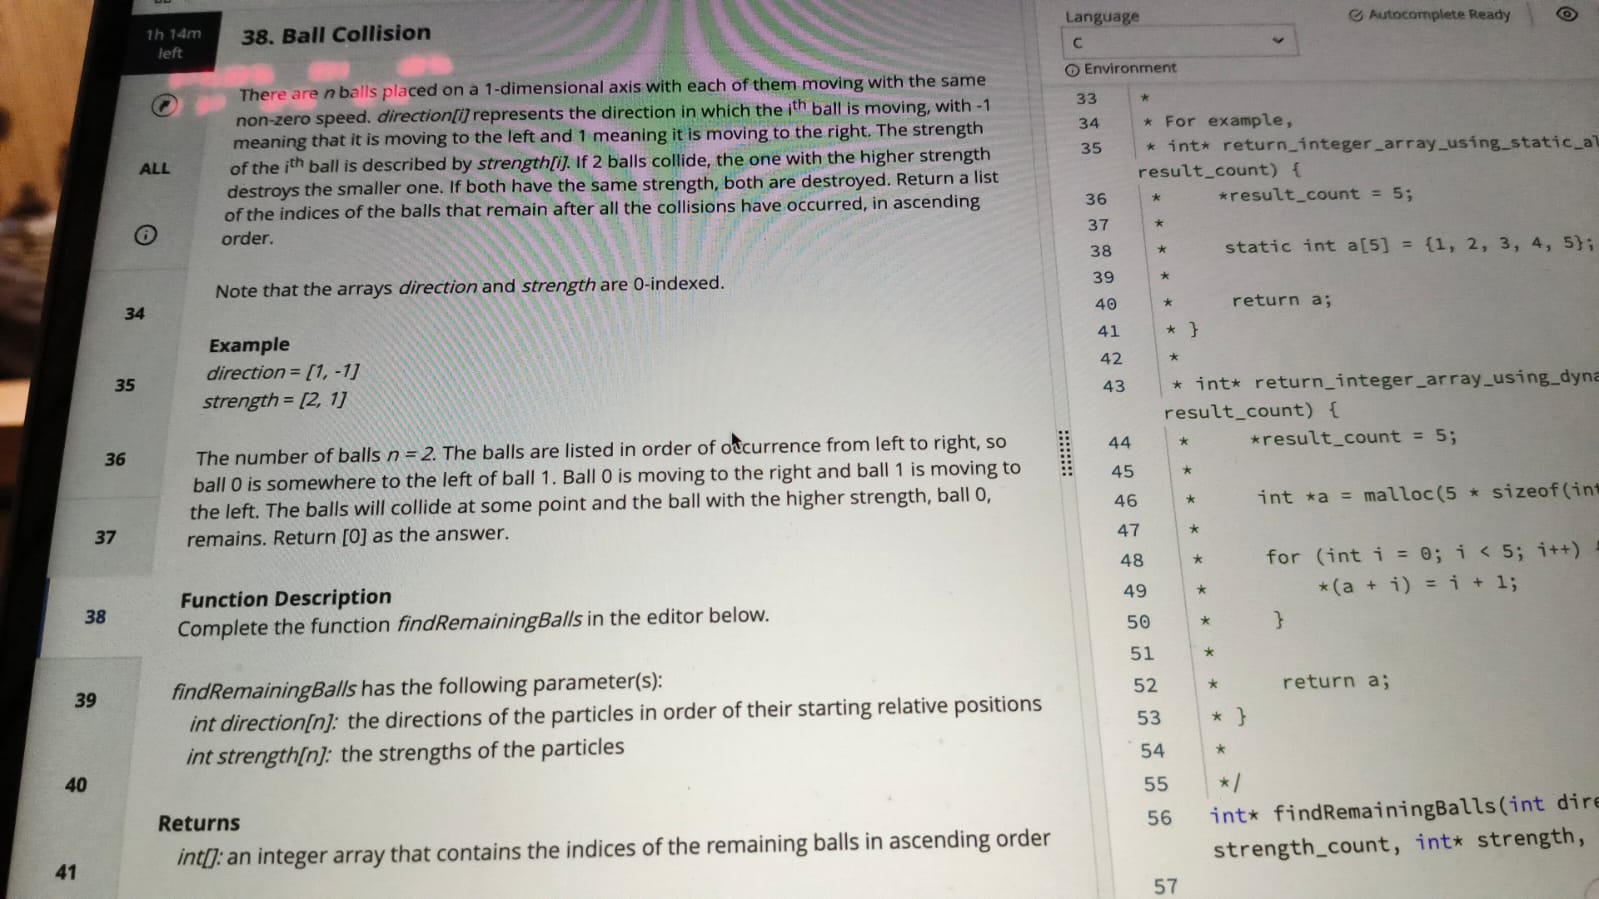 1h 14m
left
38. Ball Collision
There are n balls placed on a 1-dimensional axis with each of them moving with the same
non-zero speed. direction[i] represents the direction in which the ith ball is moving, with -1
meaning that it is moving to the left and 1 meaning it is moving to the right. The strength
of the ith ball is described by strength[i]. If 2 balls collide, the one with the higher strength
destroys the smaller one. If both have the same strength, both are destroyed. Return a list
of the indices of the balls that remain after all the collisions have occurred, in ascending
order.
Note that the arrays direction and strength are 0-indexed.
Example
direction = [1, -1]
strength = [2, 1]
The number of balls n = 2. The balls are listed in order of occurrence from left to right, so
ball 0 is somewhere to the left of ball 1. Ball 0 is moving to the right and ball 1 is moving to
the left. The balls will collide at some point and the ball with the higher strength, ball 0,
remains. Return [0] as the answer.
Function Description
Complete the function findRemainingBalls in the editor below.
findRemainingBalls has the following parameter(s):
int direction[n]: the directions of the particles in order of their starting relative positions
int strength[n]: the strengths of the particles
Returns
int[]: an integer array that contains the indices of the remaining balls in ascending order
ALL
34
35
36
37
38
39
40
41
Language
Autocomplete Ready
C
Environment
33 *
34 * For example,
35 * int* return_integer_array_using_static_al
result_count) {
36 * *result_count = 5;
37 *
38 * static int a[5] = {1, 2, 3, 4, 5};
39 *
40 * return a;
41 * }
42 *
43 * int* return_integer_array_using_dyna
result_count) {
44 * *result_count = 5;
45 *
46 * int *a = malloc(5 * sizeof(int
47 *
48 * for (int i = 0; i < 5; i++) {
49 * *(a + i) = i + 1;
50 * }
51 *
52 * return a;
53 * }
54 *
55 */
56 int* findRemainingBalls(int dire
strength_count, int* strength,
57